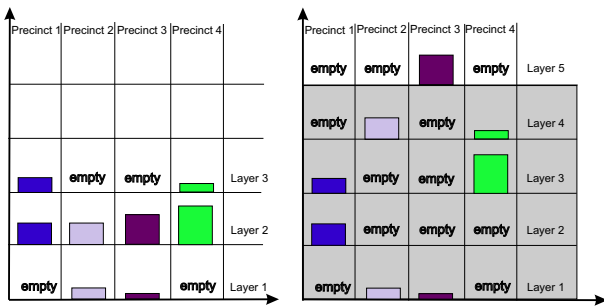 Precinct 1 Precinct 2 Precinct 3 Precinct 4
empty empty Layer 3
Layer 2
empty empty Layer 1
Precinct 1 Precinct 2 Precinct 3 Precinct 4
empty empty empty Layer 5
empty empty Layer 4
empty empty Layer 3
empty empty empty Layer 2
empty empty Layer 1